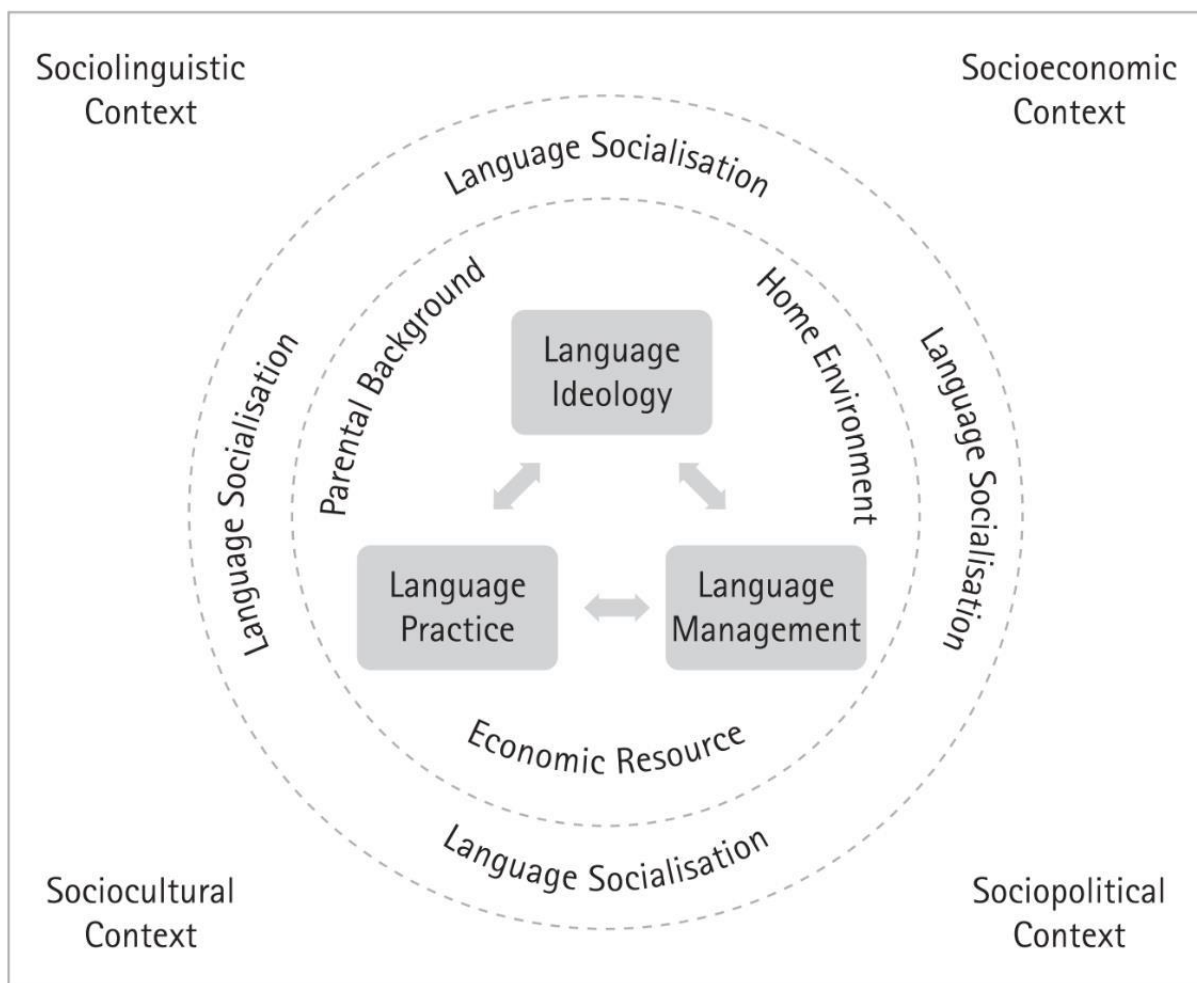 Sociolinguistic
Context
Socioeconomic
Context
Language Socialisation
Parental Background
Home Environment
Language Socialisation
Language Socialisation
Language
Ideology
Language
Practice
Language
Management
Economic Resource
Language Socialisation
Sociocultural
Context
Sociopolitical
Context